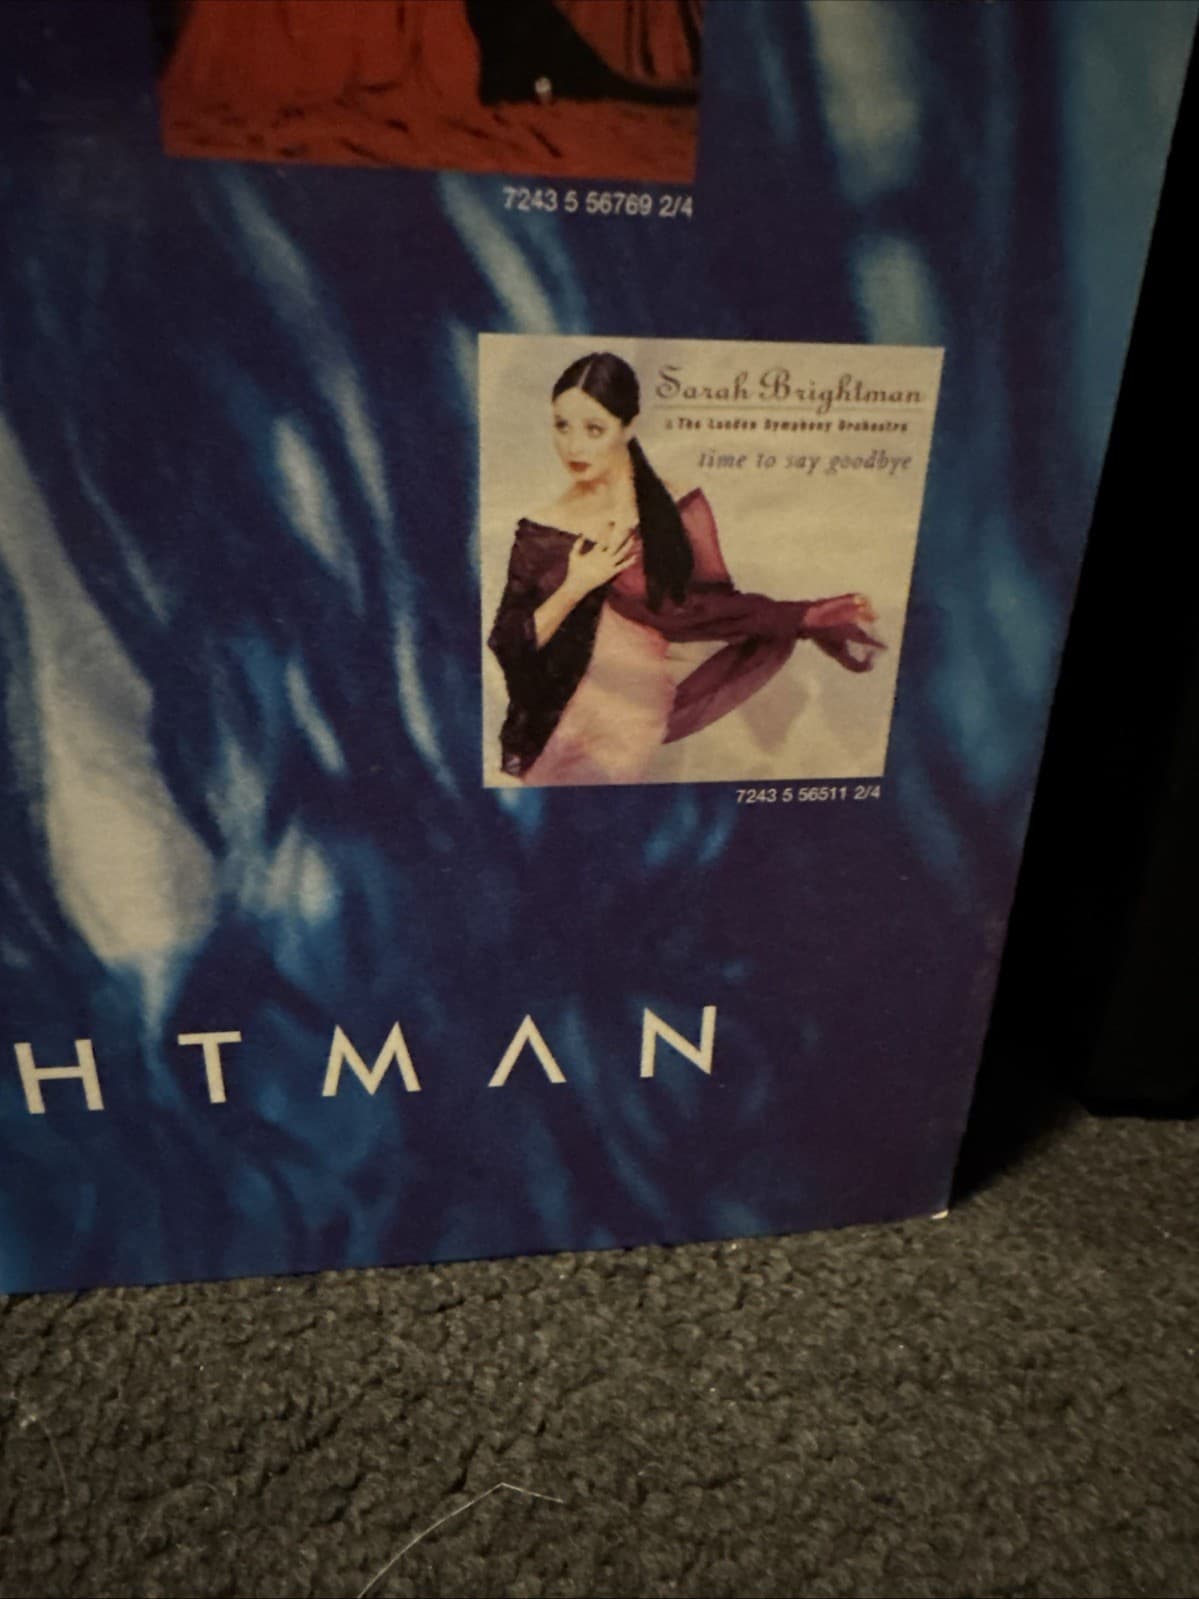 7243 5 56769 2/4
Sarah Brightman
& The London Symphony Orchestra
time to say goodbye
7243 5 56511 2/4
HTMAN